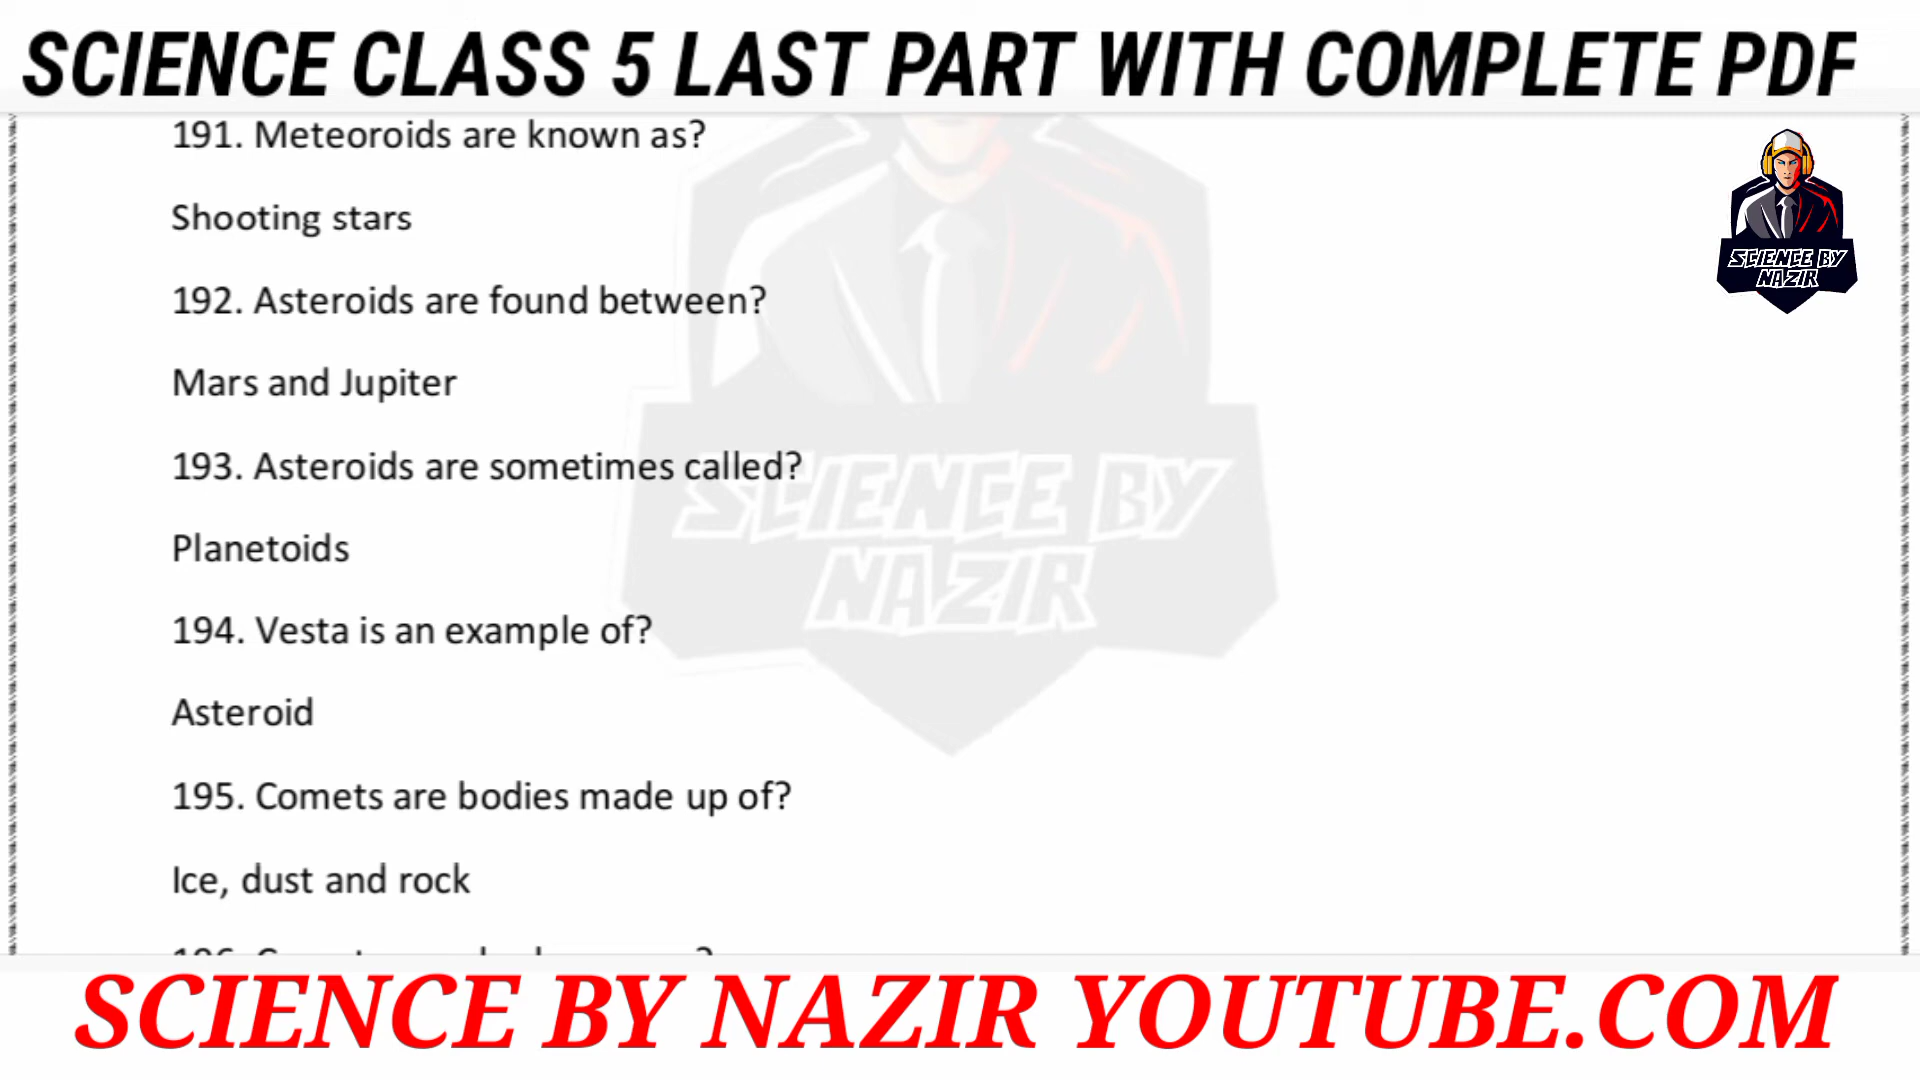 SCIENCE CLASS 5 LAST PART WITH COMPLETE PDF
191. Meteoroids are known as?
Shooting stars
192. Asteroids are found between?
Mars and Jupiter
193. Asteroids are sometimes called?
Planetoids
194. Vesta is an example of?
Asteroid
195. Comets are bodies made up of?
Ice, dust and rock
SCIENCE BY
NAZIR
SCIENCE BY
NAZIR
SCIENCE BY NAZIR YOUTUBE.COM